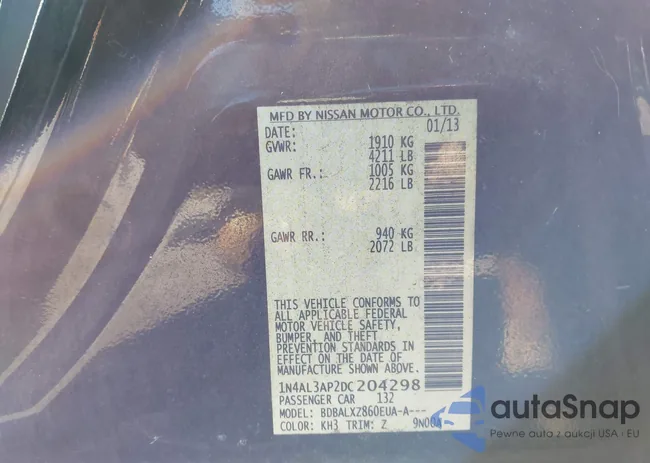 MFD BY NISSAN MOTOR CO., LTD.
DATE: 01/13
GVWR: 1910 KG
4211 LB
GAWR FR.: 1005 KG
2216 LB
GAWR RR.: 940 KG
2072 LB
THIS VEHICLE CONFORMS TO
ALL APPLICABLE FEDERAL
MOTOR VEHICLE SAFETY,
BUMPER, AND THEFT
PREVENTION STANDARDS IN
EFFECT ON THE DATE OF
MANUFACTURE SHOWN ABOVE.
1N4AL3AP2DC204298
PASSENGER CAR 132
MODEL: BDBALXZ860EUA-A---
COLOR: KH3 TRIM: Z
autoSnap
Pewne auta z aukcji USA i EU